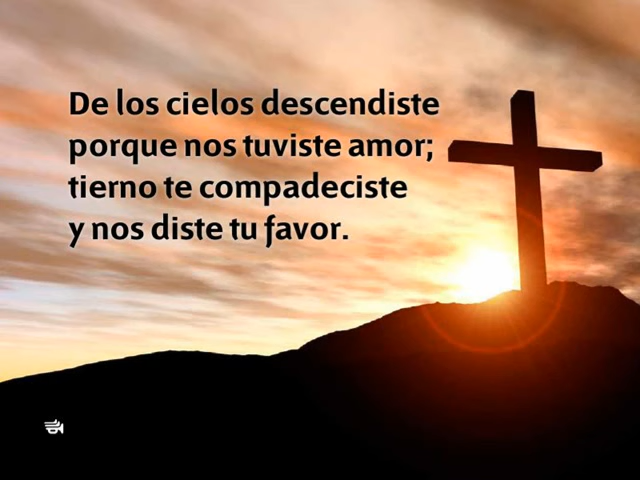 De los cielos descendiste
porque nos tuviste amor;
tierno te compadeciste
y nos diste tu favor.